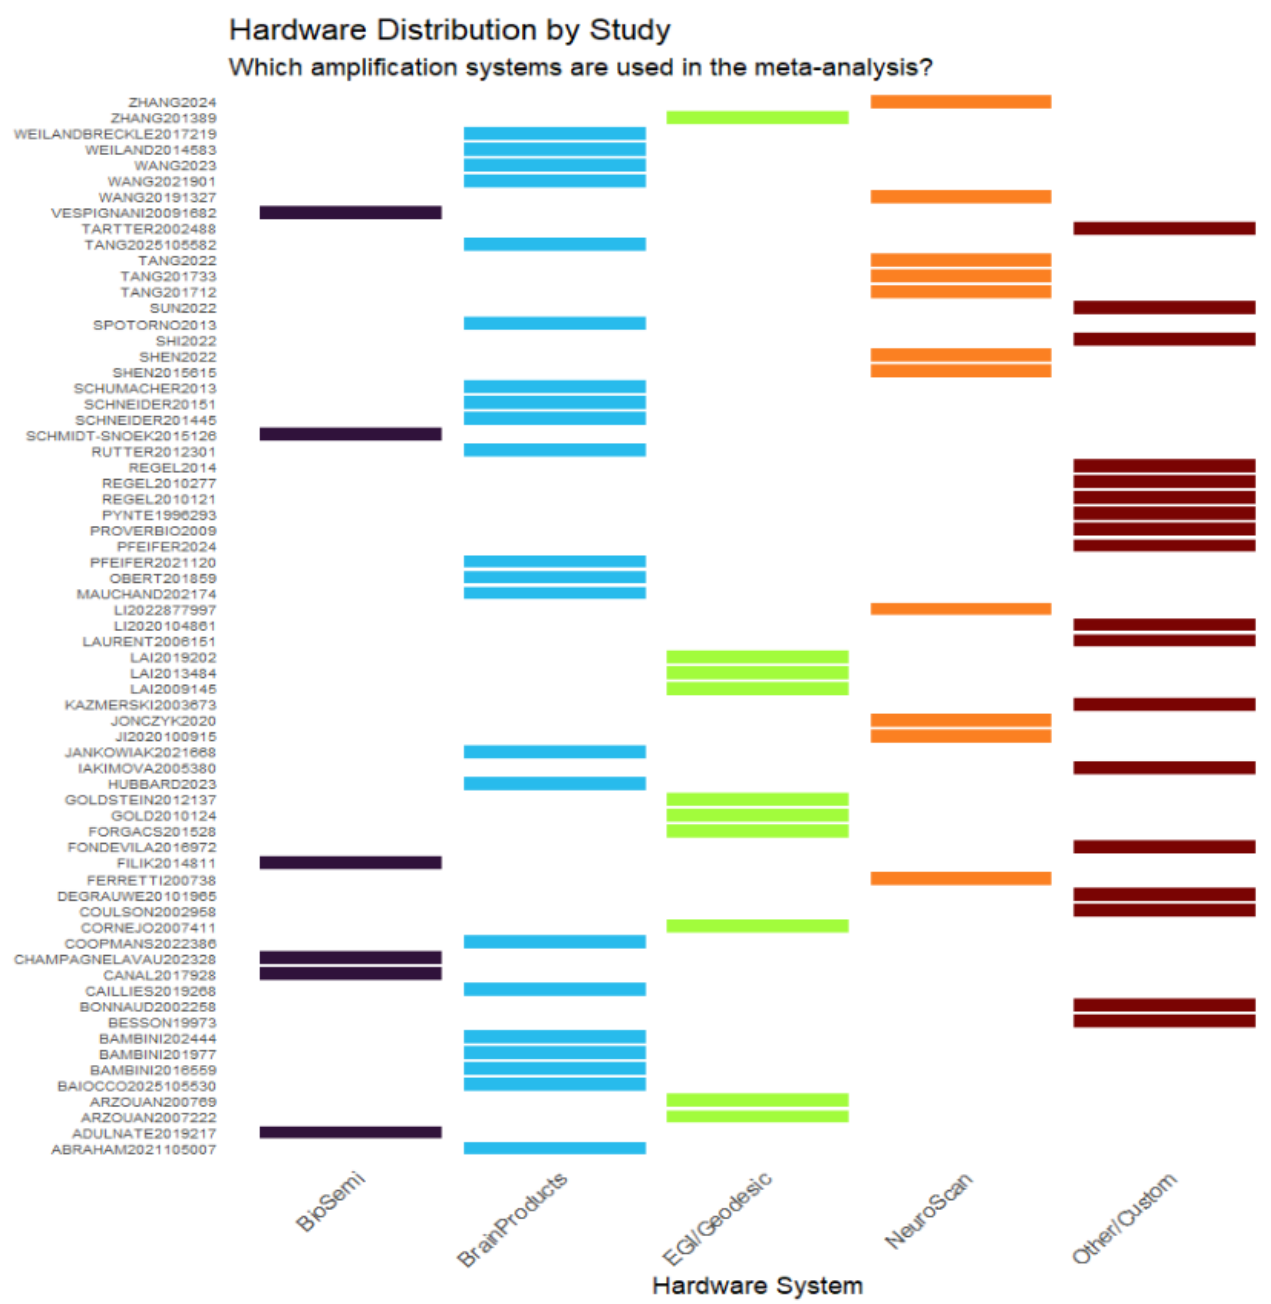 Hardware Distribution by Study
Which amplification systems are used in the meta-analysis?
ZHANG2024
ZHANG201389
WEILANDBRECKLE2017219
WEILAND2014583
WANG2023
WANG2021901
WANG20191327
VESPIGNANI20091682
TARTTER2002488
TANG2025105582
TANG2022
TANG201733
TANG201712
SUN2022
SPOTORNO2013
SHI2022
SHEN2022
SHEN2015615
SCHUMACHER2013
SCHNEIDER20151
SCHNEIDER201445
SCHMIDT-SNOEK2015126
RUTTER2012301
REGEL2014
REGEL2010277
REGEL2010121
PYNTE1996293
PROVERBIO2009
PFEIFER2024
PFEIFER2021120
OBERT201859
MAUCHAND202174
LI2022877997
LI2020104861
LAURENT2006151
LAI2019202
LAI2013484
LAI2009145
KAZMERSKI2003673
JONCZYK2020
JI2020100915
JANKOWIAK2021668
IAKIMOVA2005380
HUBBARD2023
GOLDSTEIN2012137
GOLD2010124
FORGACS201528
FONDEVILA2016972
FILIK2014811
FERRETTI200738
DEGRAUWE20101965
COULSON2002958
CORNEJO2007411
COOPMANS2022386
CHAMPAGNELAVAU202328
CANAL2017928
CAILLIES2019268
BONNAUD2002258
BESSON19973
BAMBINI202444
BAMBINI201977
BAMBINI2016559
BAIOCCO2025105530
ARZOUAN200769
ARZOUAN2007222
ADULNATE2019217
ABRAHAM2021105007
BioSemi
BrainProducts
EGI/Geodesic
NeuroScan
Other/Custom
Hardware System